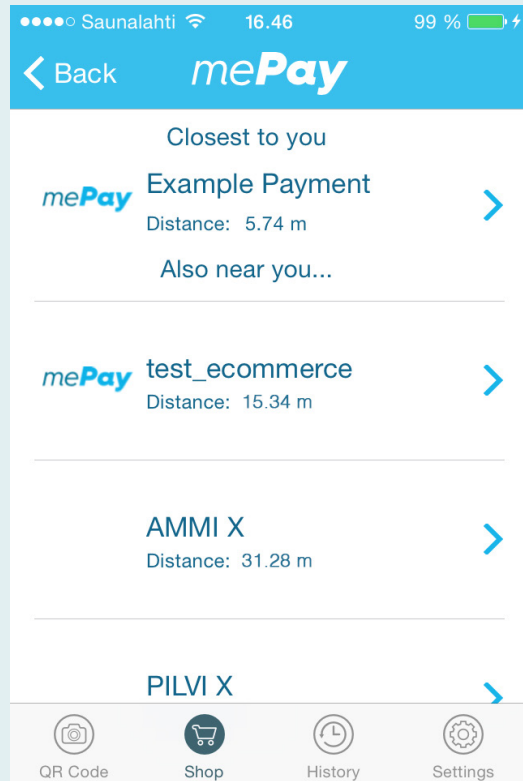 Saunalahti 16.46 99 %
Back mePay
Closest to you
mePay Example Payment
Distance: 5.74 m
Also near you...
mePay test_ecommerce
Distance: 15.34 m
AMMI X
Distance: 31.28 m
PILVI X
QR Code Shop History Settings